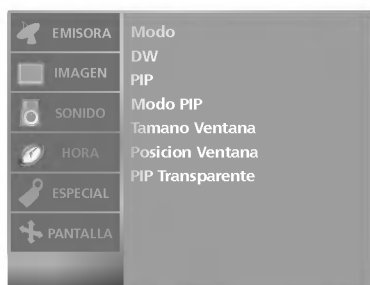 EMISORA
IMAGEN
SONIDO
HORA
ESPECIAL
PANTALLA
Modo
DW
PIP
Modo PIP
Tamano Ventana
Posicion Ventana
PIP Transparente